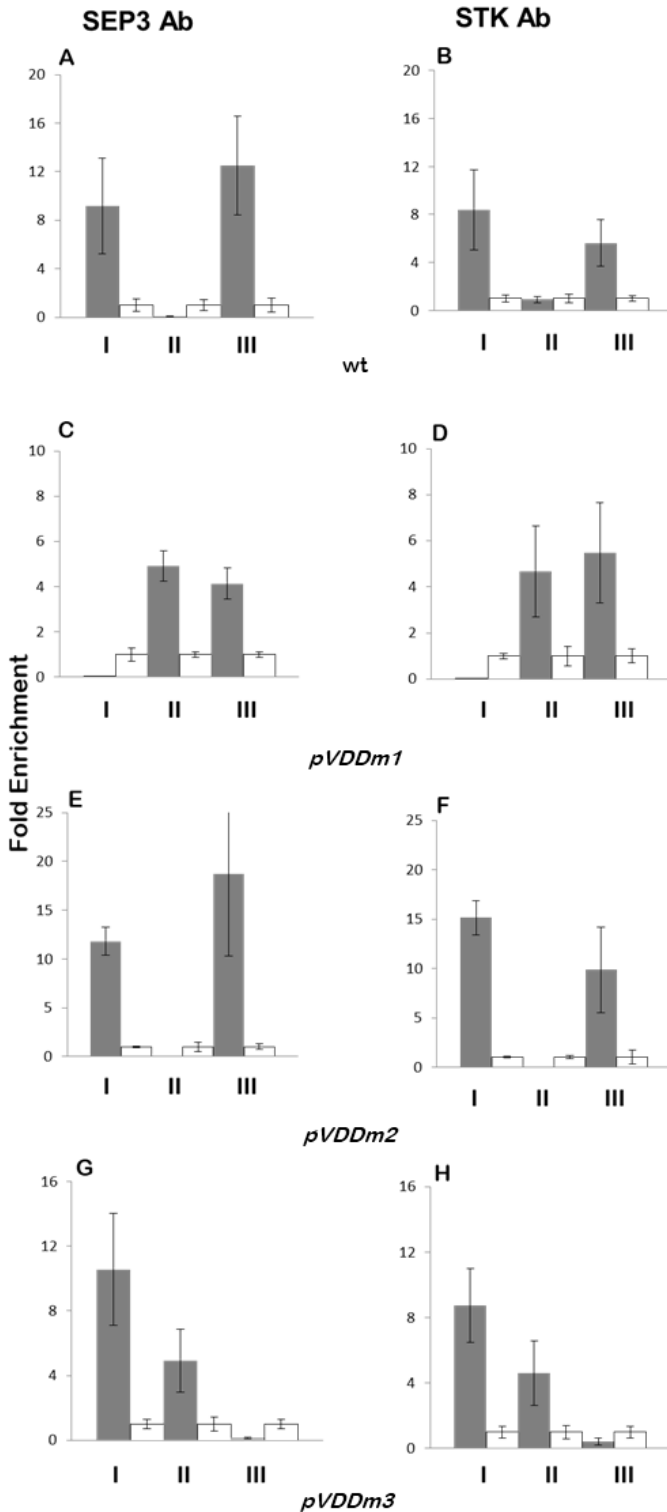 SEP3 Ab STK Ab
A B
20 20
16 16
12 12
8 8
4 4
0 0
I II III I II III
wt
C D
10 10
8 8
6 6
4 4
2 2
0 0
I II III I II III
pVDDm1
Fold Enrichment
E F
25 25
20 20
15 15
10 10
5 5
0 0
I II III I II III
pVDDm2
G H
16 16
12 12
8 8
4 4
0 0
I II III I II III
pVDDm3